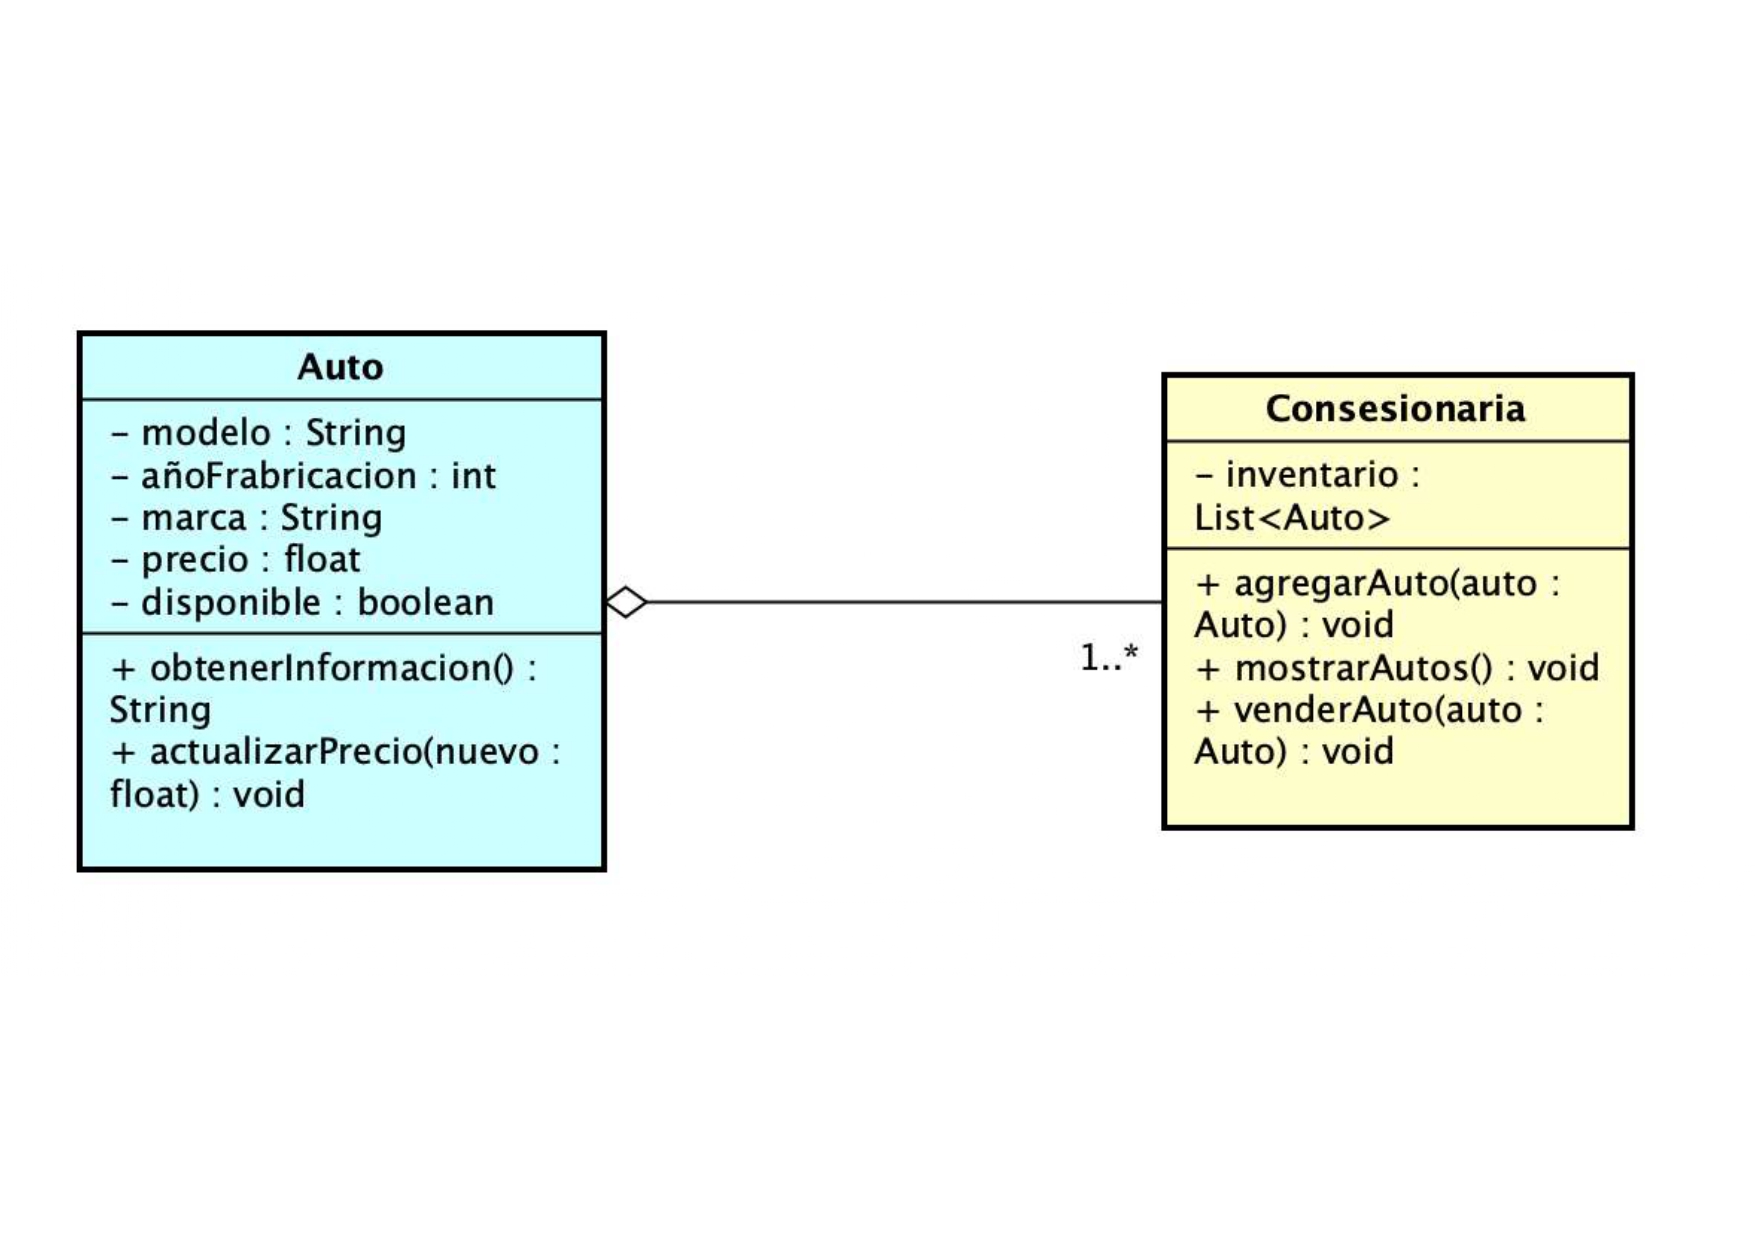 Auto
– modelo : String
– añoFrabricacion : int
– marca : String
– precio : float
– disponible : boolean
+ obtenerInformacion() :
String
+ actualizarPrecio(nuevo :
float) : void
1..*
Consesionaria
– inventario :
List<Auto>
+ agregarAuto(auto :
Auto) : void
+ mostrarAutos() : void
+ venderAuto(auto :
Auto) : void